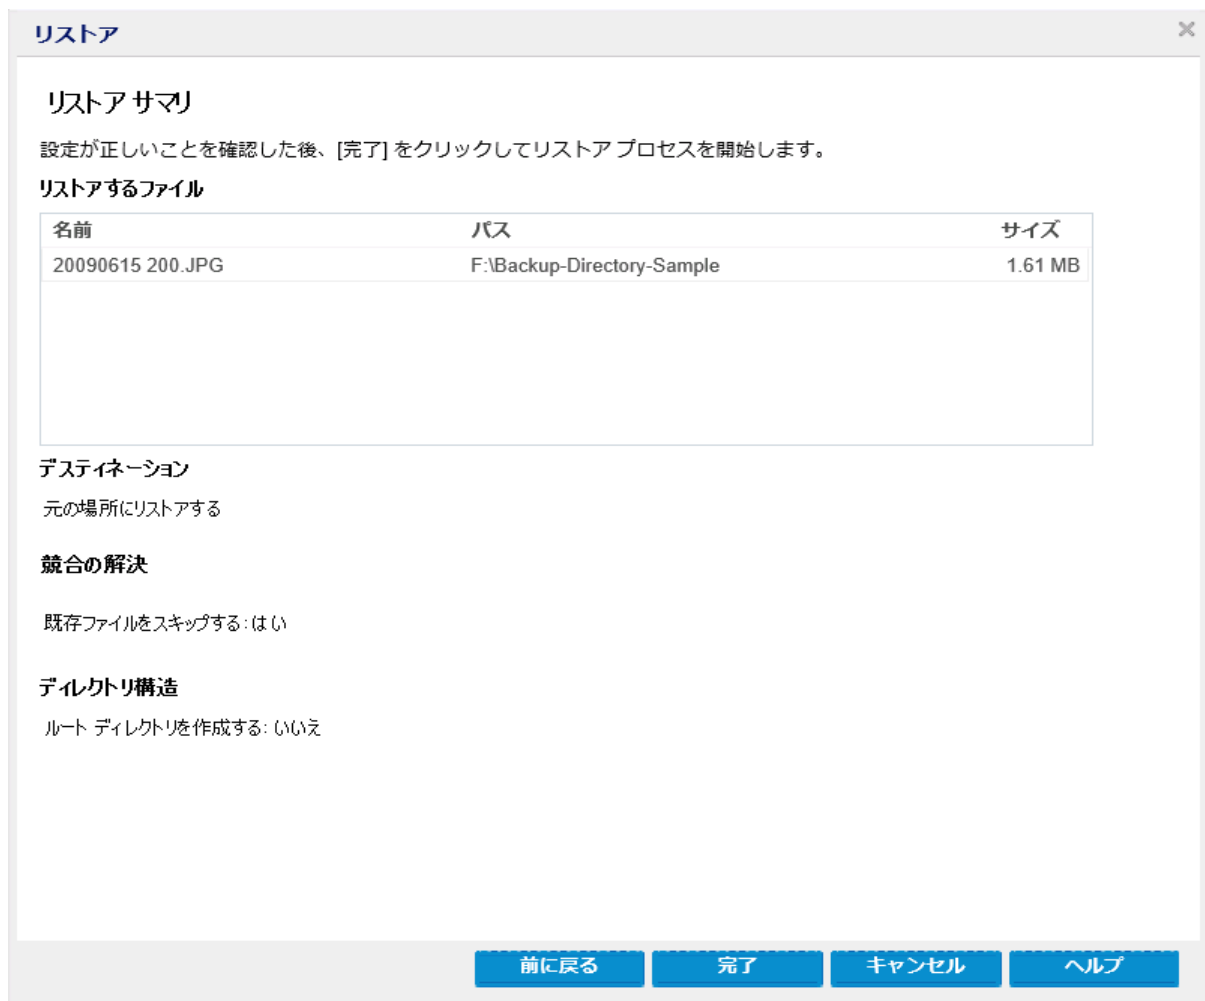 リストア
×
リストア サマリ
設定が正しいことを確認した後、[完了] をクリックしてリストア プロセスを開始します。
リストアするファイル
名前 パス サイズ
20090615 200.JPG F:\Backup-Directory-Sample 1.61 MB
デスティネーション
元の場所にリストアする
競合の解決
既存ファイルをスキップする: はい
ディレクトリ構造
ルート ディレクトリを作成する: いいえ
前に戻る 完了 キャンセル ヘルプ